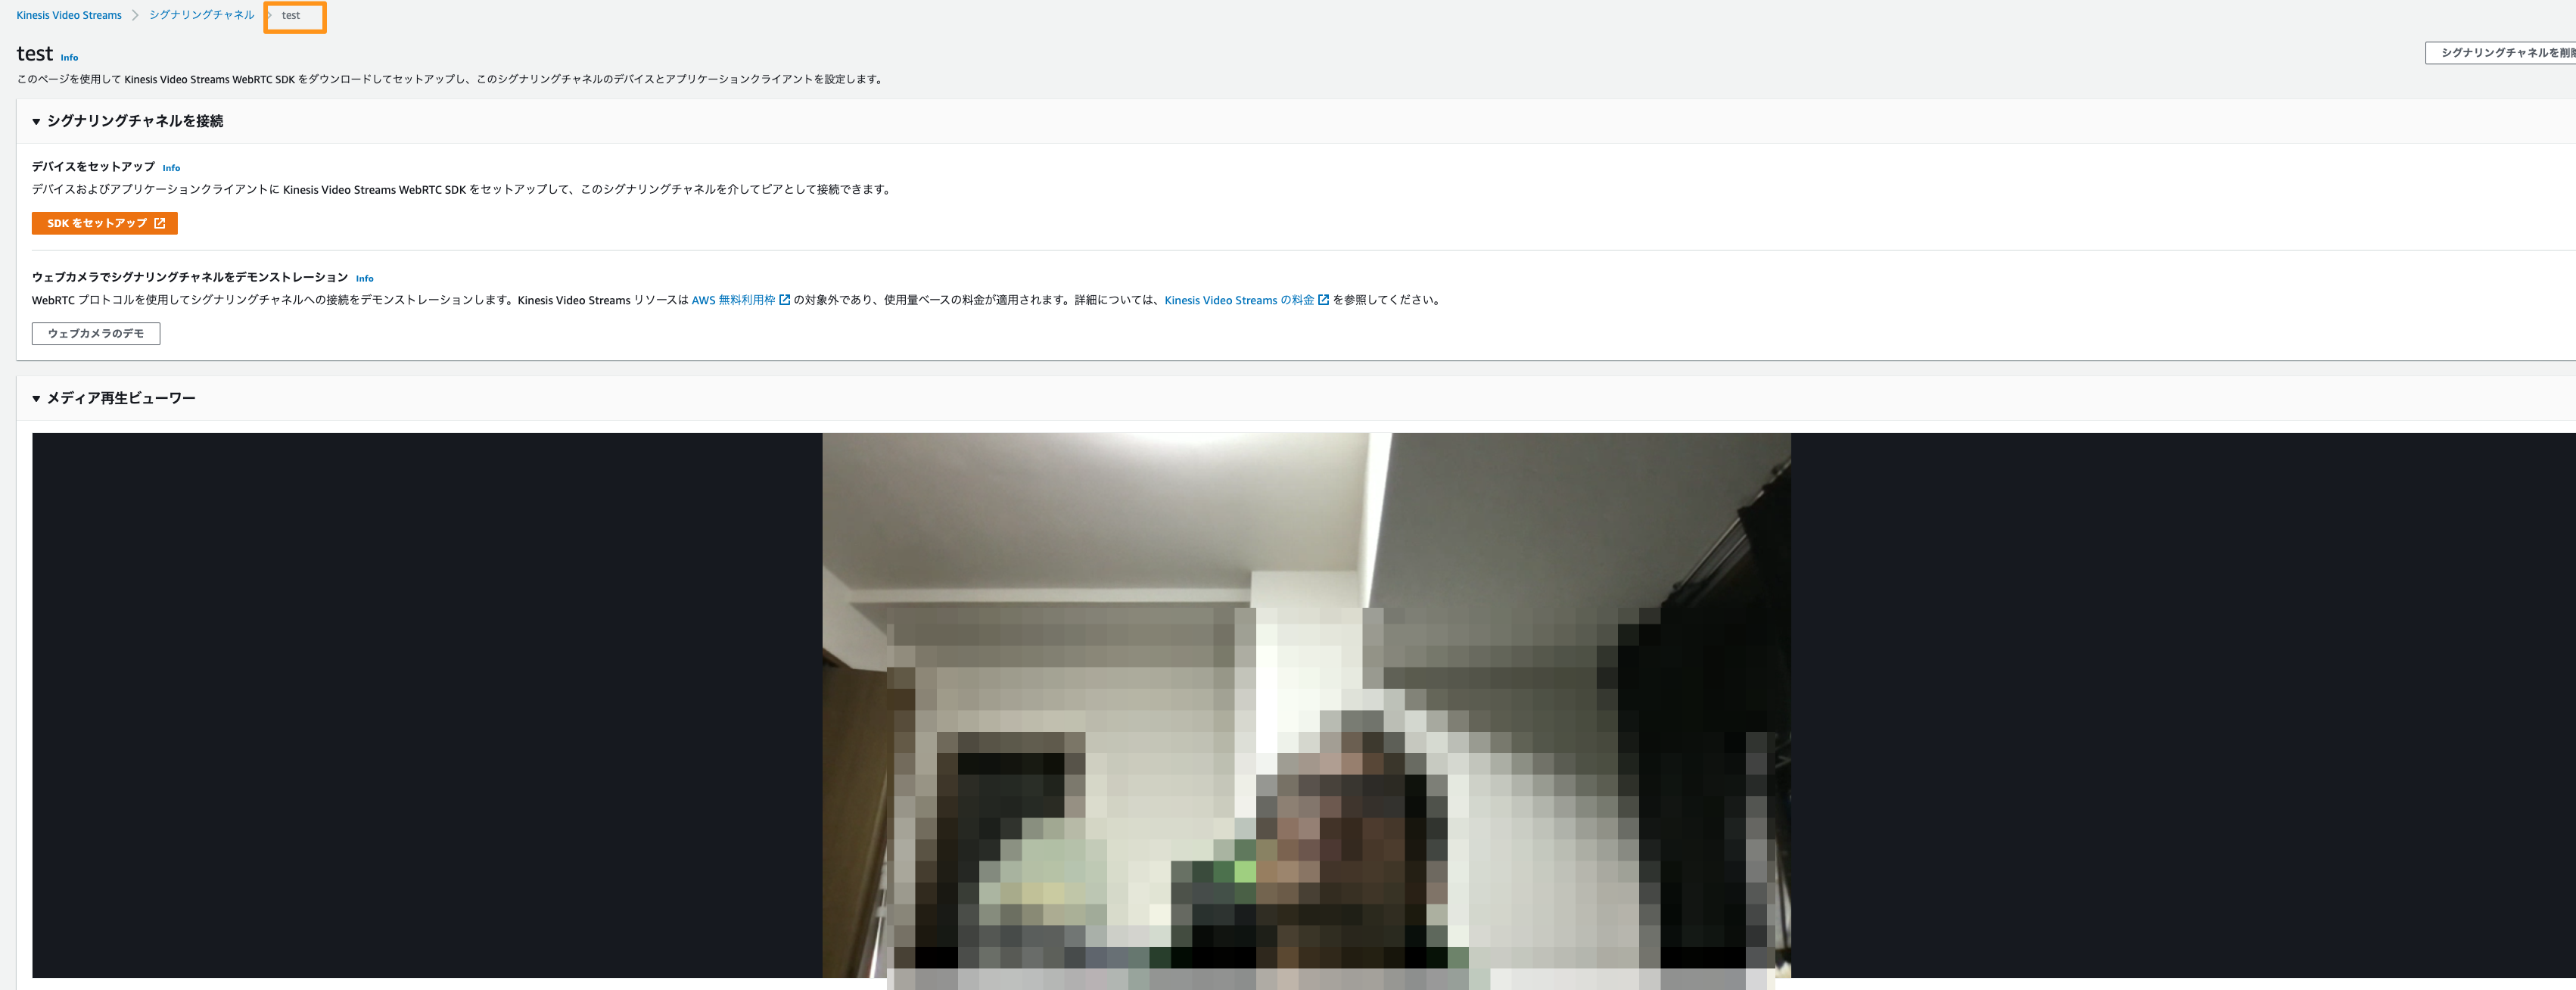 Kinesis Video Streams > シグナリングチャネル > test
test Info
シグナリングチャネルを削
このページを使用して Kinesis Video Streams WebRTC SDK をダウンロードしてセットアップし、このシグナリングチャネルのデバイスとアプリケーションクライアントを設定します。
▼ シグナリングチャネルを接続
デバイスをセットアップ Info
デバイスおよびアプリケーションクライアントに Kinesis Video Streams WebRTC SDK をセットアップして、このシグナリングチャネルを介してピアとして接続できます。
SDK をセットアップ
ウェブカメラでシグナリングチャネルをデモンストレーション Info
WebRTC プロトコルを使用してシグナリングチャネルへの接続をデモンストレーションします。Kinesis Video Streams リソースは AWS 無料利用枠 の対象外であり、使用量ベースの料金が適用されます。詳細については、Kinesis Video Streams の料金 を参照してください。
ウェブカメラのデモ
▼ メディア再生ビューワー